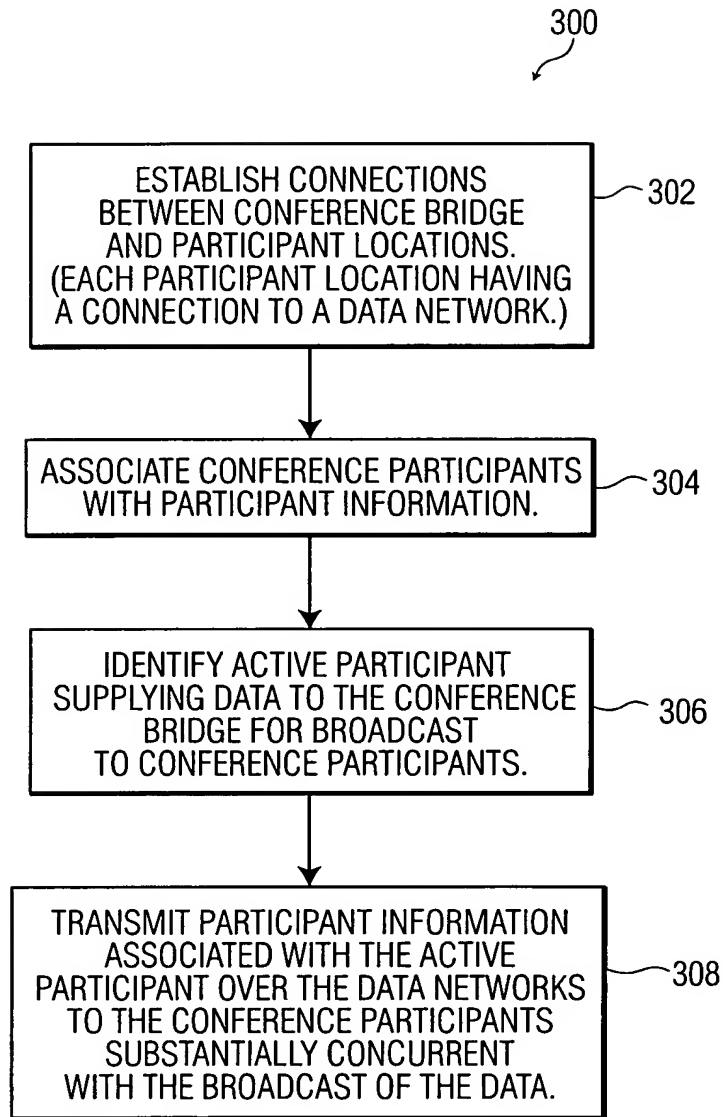 300
ESTABLISH CONNECTIONS
BETWEEN CONFERENCE BRIDGE
AND PARTICIPANT LOCATIONS.
(EACH PARTICIPANT LOCATION HAVING
A CONNECTION TO A DATA NETWORK.)
302
ASSOCIATE CONFERENCE PARTICIPANTS
WITH PARTICIPANT INFORMATION.
304
IDENTIFY ACTIVE PARTICIPANT
SUPPLYING DATA TO THE CONFERENCE
BRIDGE FOR BROADCAST
TO CONFERENCE PARTICIPANTS.
306
TRANSMIT PARTICIPANT INFORMATION
ASSOCIATED WITH THE ACTIVE
PARTICIPANT OVER THE DATA NETWORKS
TO THE CONFERENCE PARTICIPANTS
SUBSTANTIALLY CONCURRENT
WITH THE BROADCAST OF THE DATA.
308